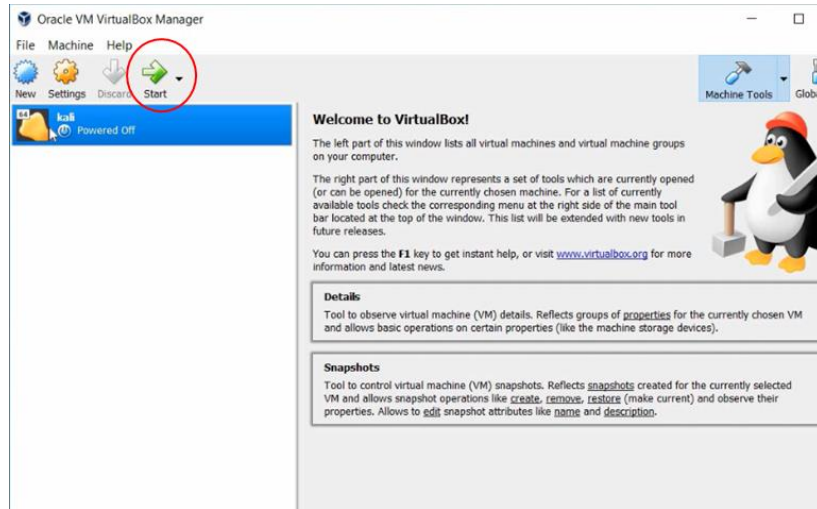 Oracle VM VirtualBox Manager
File Machine Help
New Settings Discard Start Machine Tools
64 kali
Powered Off
Welcome to VirtualBox!
The left part of this window lists all virtual machines and virtual machine groups
on your computer.
The right part of this window represents a set of tools which are currently opened
(or can be opened) for the currently chosen machine. For a list of currently
available tools check the corresponding menu at the right side of the main tool
bar located at the top of the window. This list will be extended with new tools in
future releases.
You can press the F1 key to get instant help, or visit www.virtualbox.org for more
information and latest news.
Details
Tool to observe virtual machine (VM) details. Reflects groups of properties for the currently chosen VM
and allows basic operations on certain properties (like the machine storage devices).
Snapshots
Tool to control virtual machine (VM) snapshots. Reflects snapshots created for the currently selected
VM and allows snapshot operations like create, remove, restore (make current) and observe their
properties. Allows to edit snapshot attributes like name and description.